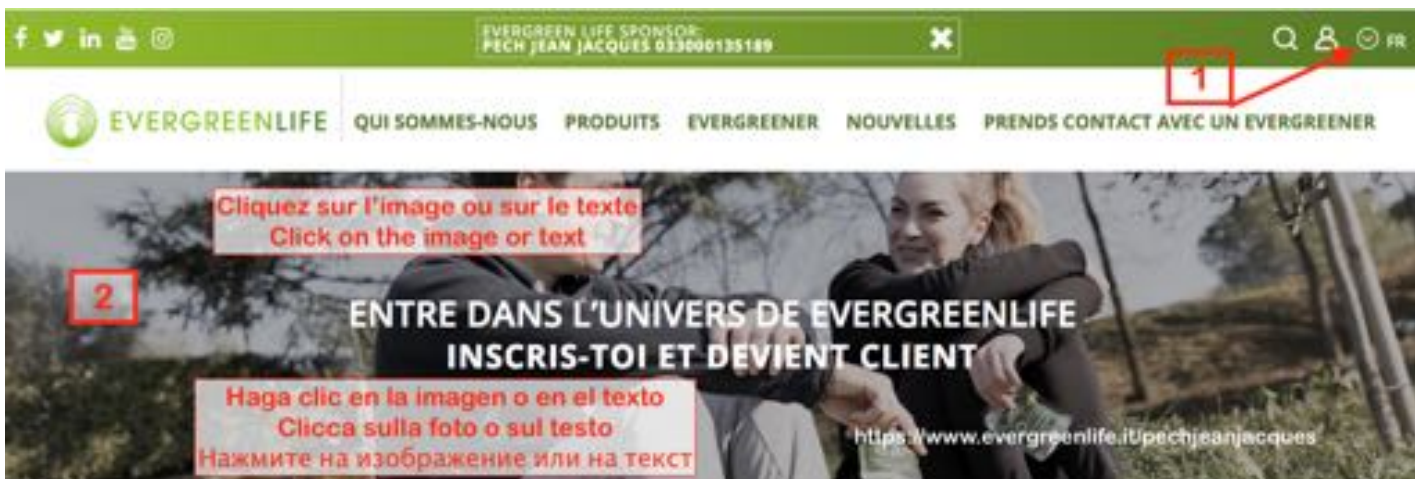 EVERGREEN LIFE SPONSOR:
PECH JEAN JACQUES 033000135189
FR
1
EVERGREENLIFE
QUI SOMMES-NOUS PRODUITS EVERGREENER NOUVELLES PRENDS CONTACT AVEC UN EVERGREENER
Cliquez sur l'image ou sur le texte
Click on the image or text
2
ENTRE DANS L'UNIVERS DE EVERGREENLIFE
INSCRIS-TOI ET DEVIENT CLIENT
Haga clic en la imagen o en el texto
Clicca sulla foto o sul testo
Нажмите на изображение или на текст
https://www.evergreenlife.it/pechjeanjacques